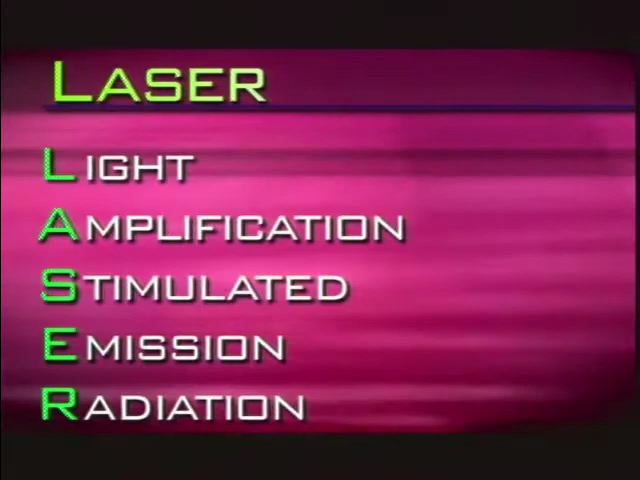 LASER
LIGHT
AMPLIFICATION
STIMULATED
EMISSION
RADIATION